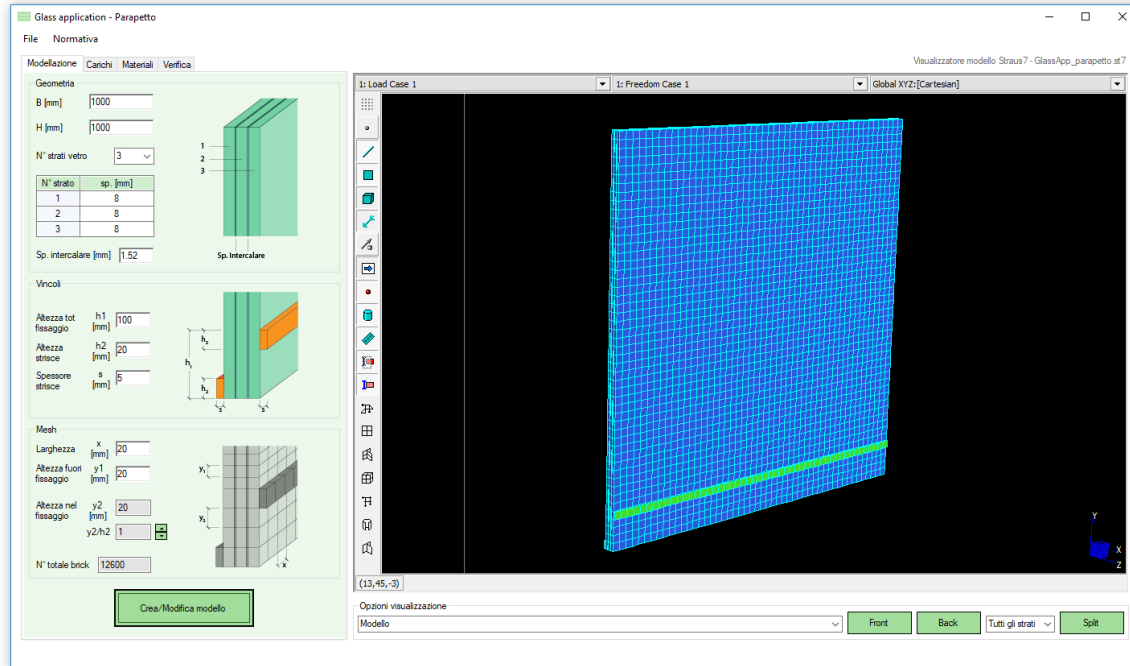 Glass application - Parapetto
File Normativa
Modellazione Carichi Materiali Verifica
Visualizzatore modello Straus7 - GlassApp_parapetto.st7
Geometria
B [mm] 1000
H [mm] 1000
N° strati vetro 3
N° strato sp. [mm]
1 8
2 8
3 8
Sp. intercalare [mm] 1.52
1
2
3
Sp. Intercalare
Vincoli
Altezza tot fissaggio h1 [mm] 100
Altezza strisce h2 [mm] 20
Spessore strisce s [mm] 5
h₂
h₁
h₂
s s
Mesh
Larghezza x [mm] 20
Altezza fuori fissaggio y1 [mm] 20
Altezza nel fissaggio y2 [mm] 20
y2/h2 1
N° totale brick 12600
y₁
y₂
x
Crea/Modifica modello
1: Load Case 1 1: Freedom Case 1 Global XYZ:[Cartesian]
Y
X
Z
(13,45,-3)
Opzioni visualizzazione
Modello Front Back Tutti gli strati Split